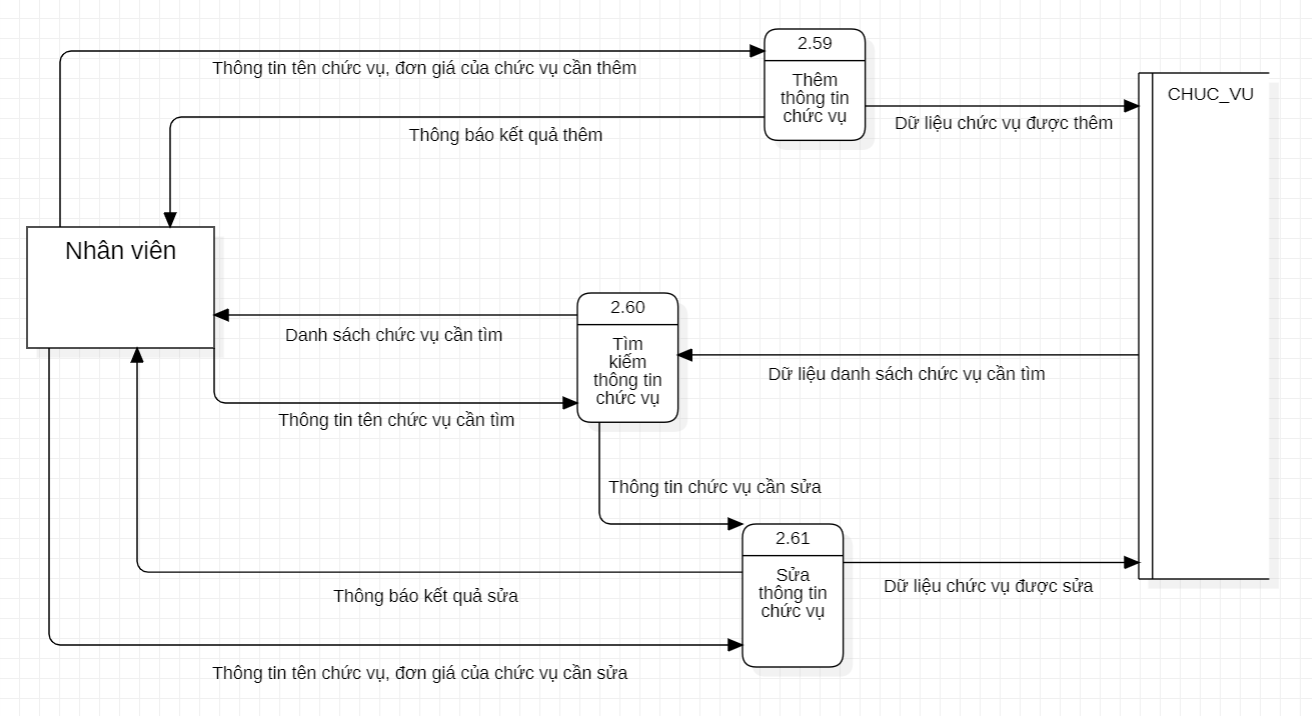 2.59
Thông tin tên chức vụ, đơn giá của chức vụ cần thêm
Thêm
thông tin
chức vụ
CHUC_VU
Dữ liệu chức vụ được thêm
Thông báo kết quả thêm
Nhân viên
2.60
Danh sách chức vụ cần tìm
Tìm
kiếm
thông tin
chức vụ
Dữ liệu danh sách chức vụ cần tìm
Thông tin tên chức vụ cần tìm
Thông tin chức vụ cần sửa
2.61
Sửa
thông tin
chức vụ
Dữ liệu chức vụ được sửa
Thông báo kết quả sửa
Thông tin tên chức vụ, đơn giá của chức vụ cần sửa